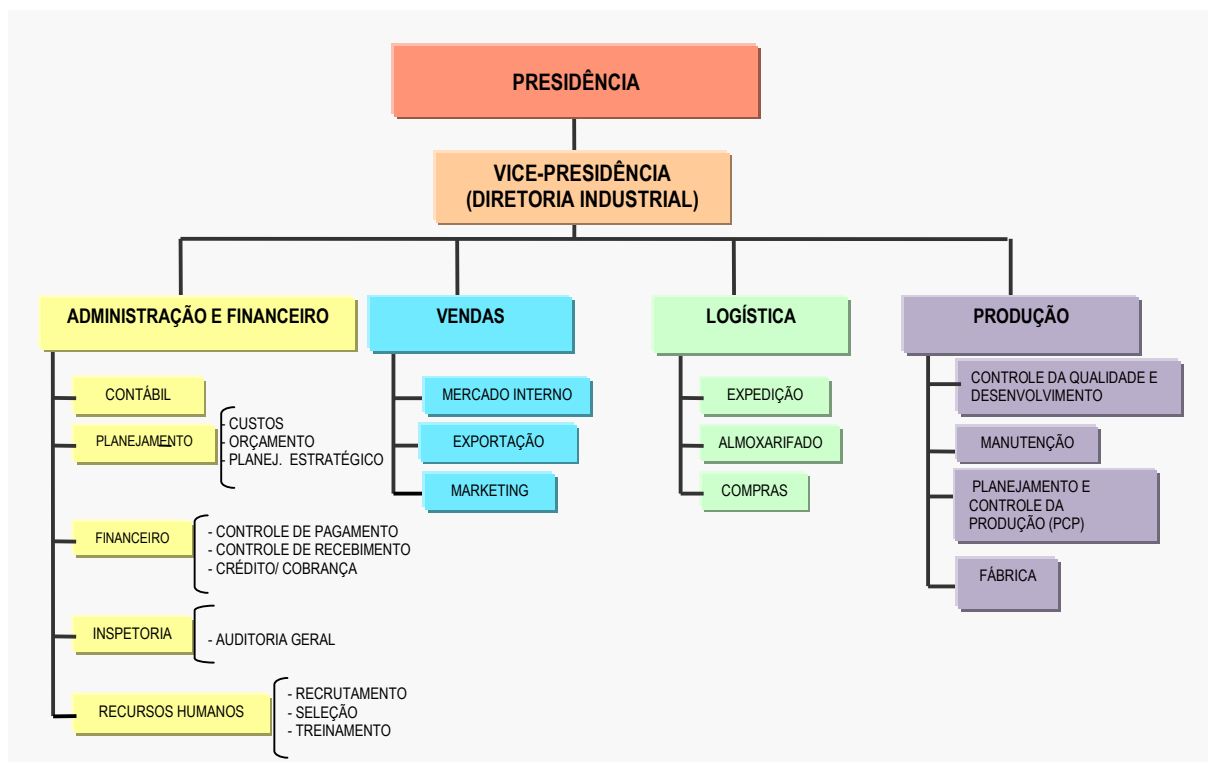 PRESIDÊNCIA
VICE-PRESIDÊNCIA
(DIRETORIA INDUSTRIAL)
ADMINISTRAÇÃO E FINANCEIRO
CONTÁBIL
PLANEJAMENTO
- CUSTOS
- ORÇAMENTO
- PLANEJ. ESTRATÉGICO
FINANCEIRO
- CONTROLE DE PAGAMENTO
- CONTROLE DE RECEBIMENTO
- CRÉDITO/ COBRANÇA
INSPETORIA
- AUDITORIA GERAL
RECURSOS HUMANOS
- RECRUTAMENTO
- SELEÇÃO
- TREINAMENTO
VENDAS
MERCADO INTERNO
EXPORTAÇÃO
MARKETING
LOGÍSTICA
EXPEDIÇÃO
ALMOXARIFADO
COMPRAS
PRODUÇÃO
CONTROLE DA QUALIDADE E
DESENVOLVIMENTO
MANUTENÇÃO
PLANEJAMENTO E
CONTROLE DA
PRODUÇÃO (PCP)
FÁBRICA